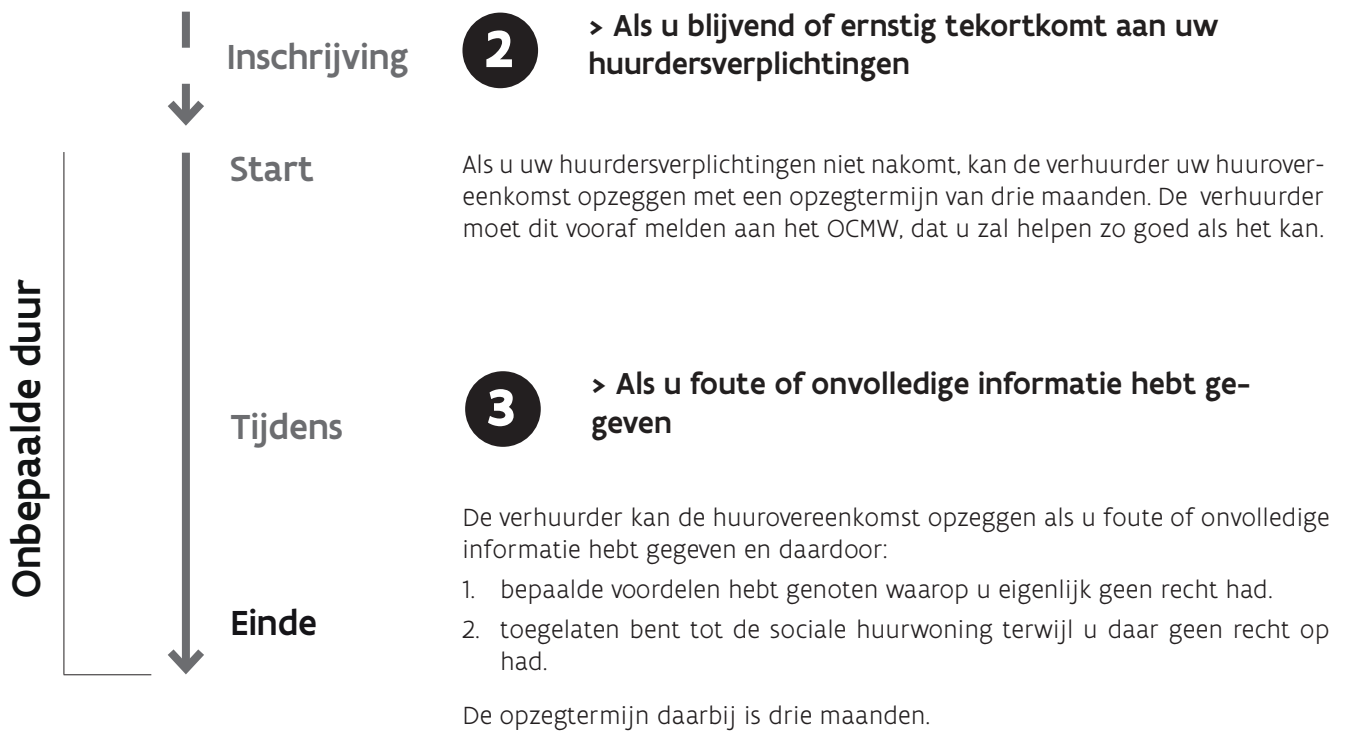 Inschrijving
2
> Als u blijvend of ernstig tekortkomt aan uw
huurdersverplichtingen
Start
Als u uw huurdersverplichtingen niet nakomt, kan de verhuurder uw huurover-
eenkomst opzeggen met een opzegtermijn van drie maanden. De verhuurder
moet dit vooraf melden aan het OCMW, dat u zal helpen zo goed als het kan.
Onbepaalde duur
Tijdens
3
> Als u foute of onvolledige informatie hebt ge-
geven
De verhuurder kan de huurovereenkomst opzeggen als u foute of onvolledige
informatie hebt gegeven en daardoor:
1. bepaalde voordelen hebt genoten waarop u eigenlijk geen recht had.
Einde
2. toegelaten bent tot de sociale huurwoning terwijl u daar geen recht op
had.
De opzegtermijn daarbij is drie maanden.